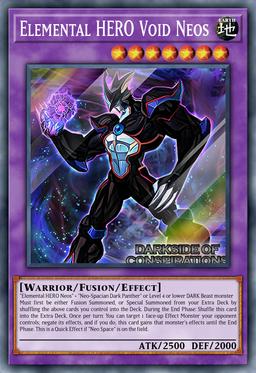 Elemental HERO Void Neos
EARTH
地
DARKSIDE OF
CONSPIRATIONS
[Warrior/Fusion/Effect]
"Elemental HERO Neos" + "Neo-Spacian Dark Panther" or Level 4 or lower DARK Beast monster
Must first be either Fusion Summoned, or Special Summoned from your Extra Deck by
shuffling the above cards you control into the Deck. During the End Phase: Shuffle this card
into the Extra Deck. Once per turn: You can target 1 face-up Effect Monster your opponent
controls; negate its effects, and if you do, this card gains that monster's effects until the End
Phase. This is a Quick Effect if "Neo Space" is on the field.
ATK/2500 DEF/2000